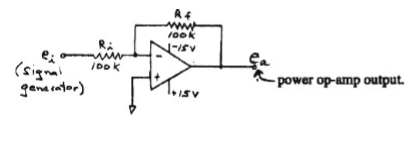 Rf
100K
Ri
100K
ei
(Signal
generator)
-
+
-15V
+15V
ea
power op-amp output.